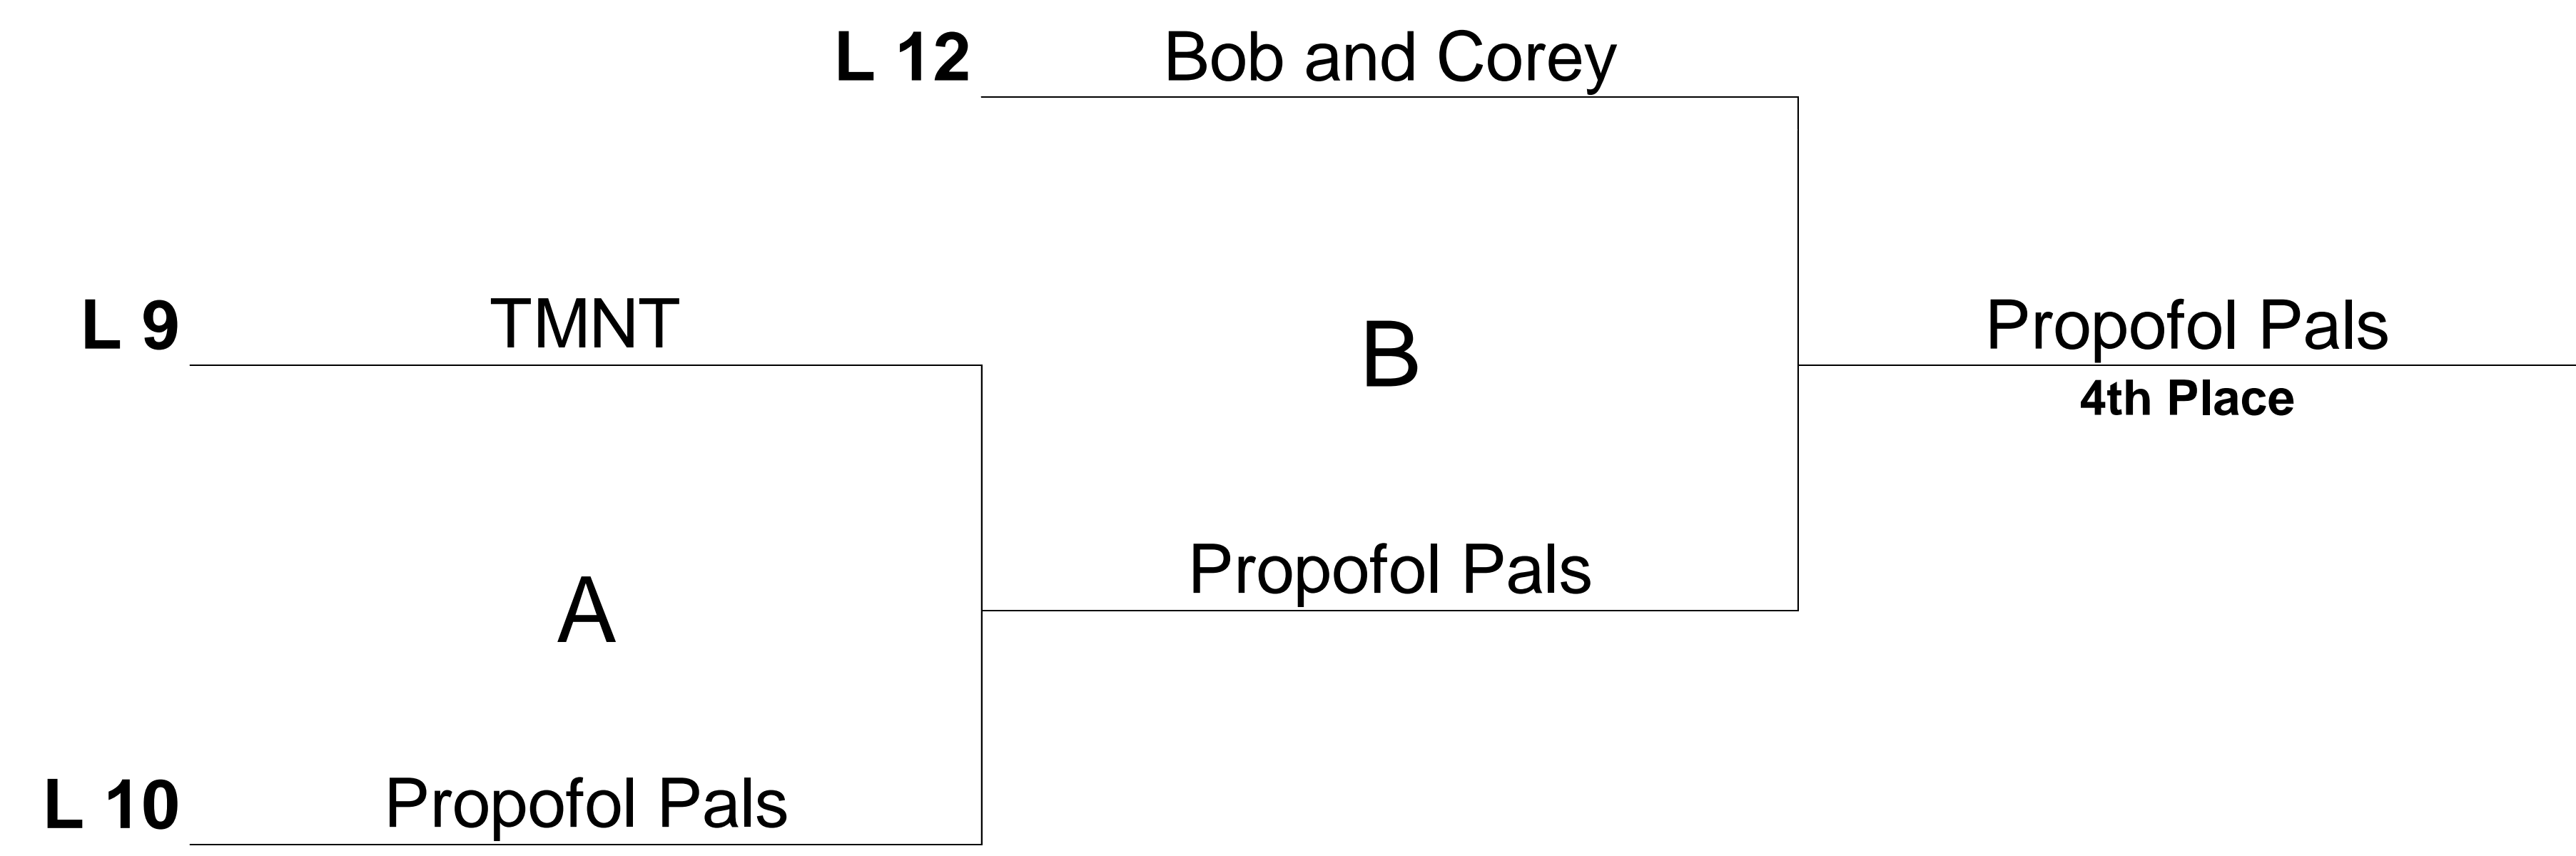 L 12 Bob and Corey
L 9 TMNT
B
Propofol Pals
4th Place
Propofol Pals
A
L 10 Propofol Pals